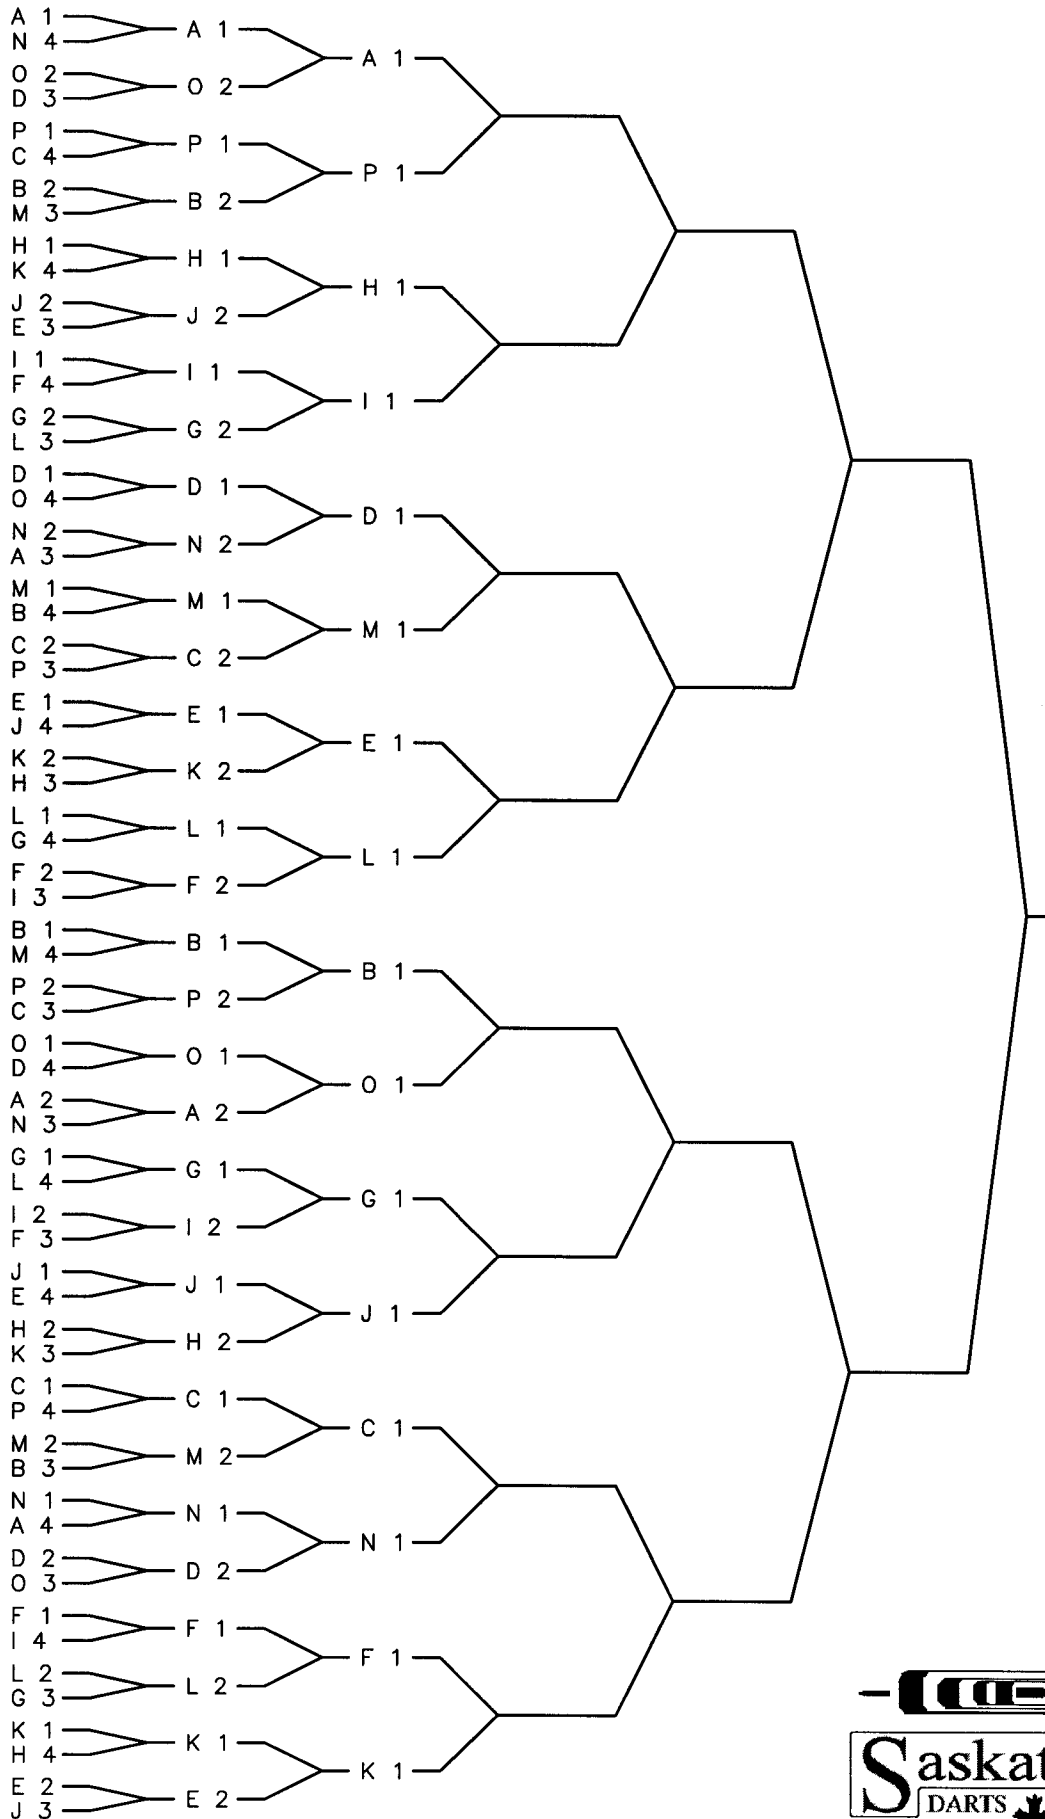 A 1
N 4
A 1
O 2
D 3
O 2
A 1
P 1
C 4
P 1
B 2
M 3
B 2
P 1
H 1
K 4
H 1
J 2
E 3
J 2
H 1
I 1
F 4
I 1
G 2
L 3
G 2
I 1
D 1
O 4
D 1
N 2
A 3
N 2
D 1
M 1
B 4
M 1
C 2
P 3
C 2
M 1
E 1
J 4
E 1
K 2
H 3
K 2
E 1
L 1
G 4
L 1
F 2
I 3
F 2
L 1
B 1
M 4
B 1
P 2
C 3
P 2
B 1
O 1
D 4
O 1
A 2
N 3
A 2
O 1
G 1
L 4
G 1
I 2
F 3
I 2
G 1
J 1
E 4
J 1
H 2
K 3
H 2
J 1
C 1
P 4
C 1
M 2
B 3
M 2
C 1
N 1
A 4
N 1
D 2
O 3
D 2
N 1
F 1
I 4
F 1
L 2
G 3
L 2
F 1
K 1
H 4
K 1
E 2
J 3
E 2
K 1
Saskat
DARTS